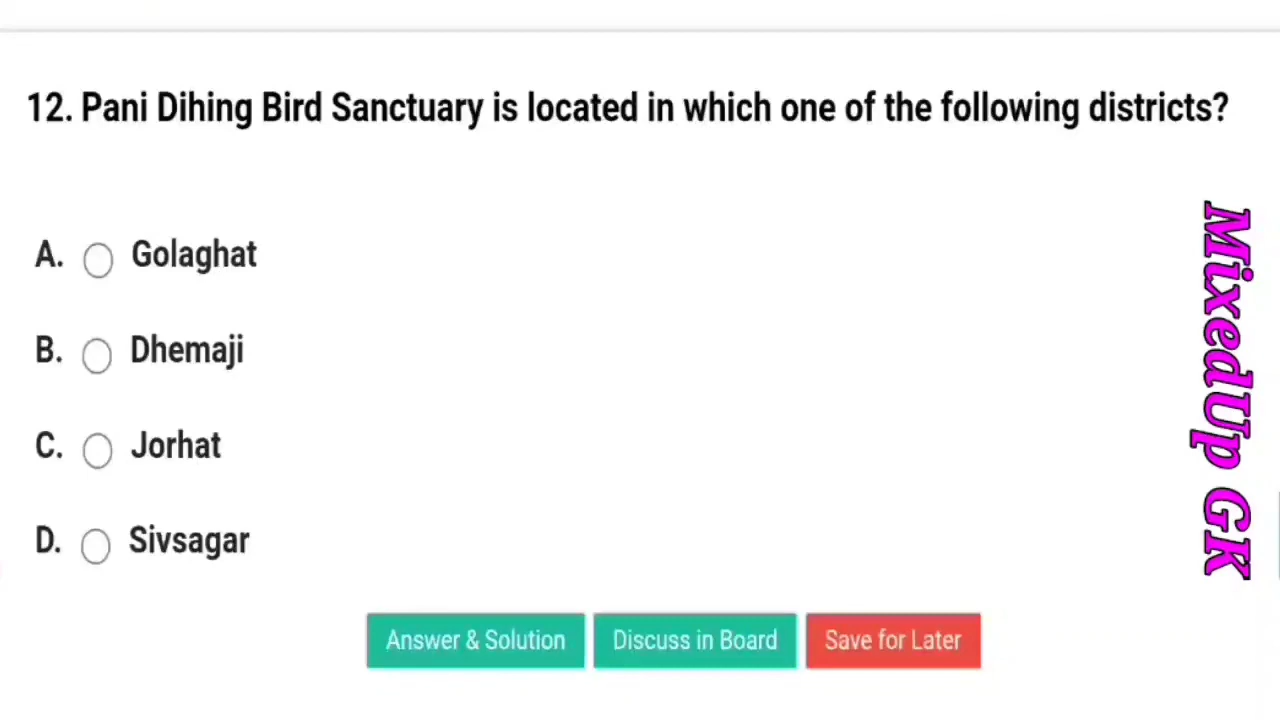 12. Pani Dihing Bird Sanctuary is located in which one of the following districts?
A. Golaghat
B. Dhemaji
C. Jorhat
D. Sivsagar
Answer & Solution
Discuss in Board
Save for Later
MixedUp GK